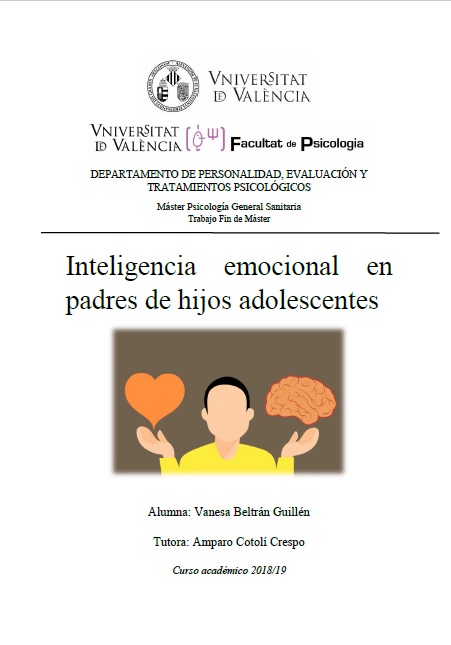 VNIVERSITAT
DE VALÈNCIA
VNIVERSITAT
DE VALÈNCIA
Facultat de Psicologia
DEPARTAMENTO DE PERSONALIDAD, EVALUACIÓN Y
TRATAMIENTOS PSICOLÓGICOS
Máster Psicología General Sanitaria
Trabajo Fin de Máster
Inteligencia emocional en
padres de hijos adolescentes
Alumna: Vanesa Beltrán Guillén
Tutora: Amparo Cotolí Crespo
Curso académico 2018/19